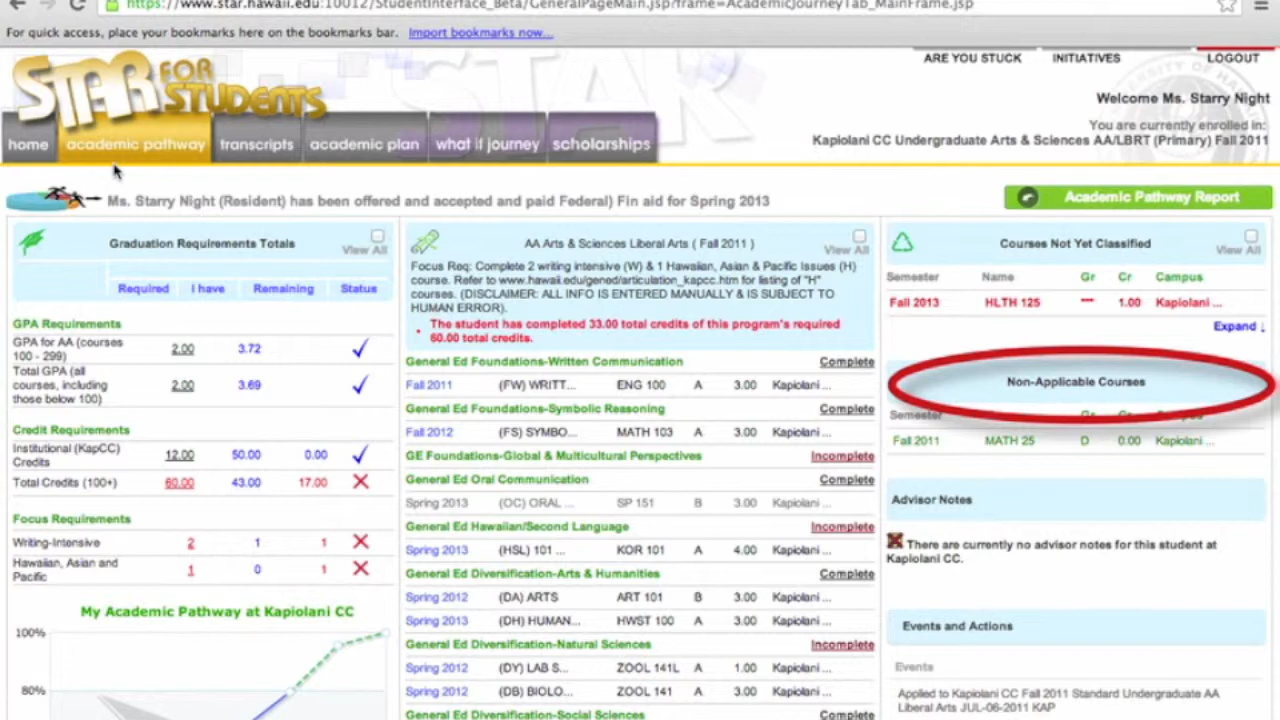 https://www.star.hawaii.edu:10012/StudentInterface_Beta/GeneralPageMain.jsp?frame=AcademicJourneyTab_MainFrame.jsp
For quick access, place your bookmarks here on the bookmarks bar. Import bookmarks now...
ARE YOU STUCK INITIATIVES LOGOUT
STAR FOR STUDENTS
Welcome Ms. Starry Night
You are currently enrolled in:
Kapiolani CC Undergraduate Arts & Sciences AA/LBRT (Primary) Fall 2011
home academic pathway transcripts academic plan what if journey scholarships
Ms. Starry Night (Resident) has been offered and accepted and paid Federal) Fin aid for Spring 2013
Academic Pathway Report
Graduation Requirements Totals View All
Required I have Remaining Status
GPA Requirements
GPA for AA (courses 100 - 299) 2.00 3.72
Total GPA (all courses, including those below 100) 2.00 3.69
Credit Requirements
Institutional (KapCC) Credits 12.00 50.00 0.00
Total Credits (100+) 60.00 43.00 17.00
Focus Requirements
Writing-Intensive 2 1 1
Hawaiian, Asian and Pacific 1 0 1
My Academic Pathway at Kapiolani CC
100%
80%
AA Arts & Sciences Liberal Arts ( Fall 2011 ) View All
Focus Req: Complete 2 writing intensive (W) & 1 Hawaiian, Asian & Pacific Issues (H)
course. Refer to www.hawaii.edu/gened/articulation_kapcc.htm for listing of "H"
courses. (DISCLAIMER: ALL INFO IS ENTERED MANUALLY & IS SUBJECT TO
HUMAN ERROR).
The student has completed 33.00 total credits of this program's required
60.00 total credits.
General Ed Foundations-Written Communication Complete
Fall 2011 (FW) WRITT... ENG 100 A 3.00 Kapiolani ...
General Ed Foundations-Symbolic Reasoning Complete
Fall 2012 (FS) SYMBO... MATH 103 A 3.00 Kapiolani ...
GE Foundations-Global & Multicultural Perspectives Incomplete
General Ed Oral Communication Complete
Spring 2013 (OC) ORAL ... SP 151 B 3.00 Kapiolani ...
General Ed Hawaiian/Second Language Incomplete
Spring 2013 (HSL) 101 ... KOR 101 A 4.00 Kapiolani ...
General Ed Diversification-Arts & Humanities Complete
Spring 2012 (DA) ARTS ART 101 B 3.00 Kapiolani ...
Spring 2013 (DH) HUMAN... HWST 100 A 3.00 Kapiolani ...
General Ed Diversification-Natural Sciences Incomplete
Spring 2012 (DY) LAB S... ZOOL 141L A 1.00 Kapiolani ...
Spring 2012 (DB) BIOLO... ZOOL 141 A 3.00 Kapiolani ...
General Ed Diversification-Social Sciences Complete
Courses Not Yet Classified View All
Semester Name Gr Cr Campus
Fall 2013 HLTH 125 *** 1.00 Kapiolani ...
Expand ↓
Non-Applicable Courses
Semester Gr Cr Campus
Fall 2011 MATH 25 D 0.00 Kapiolani ...
Advisor Notes
There are currently no advisor notes for this student at
Kapiolani CC.
Events and Actions
Events
Applied to Kapiolani CC Fall 2011 Standard Undergraduate AA
Liberal Arts JUL-06-2011 KAP